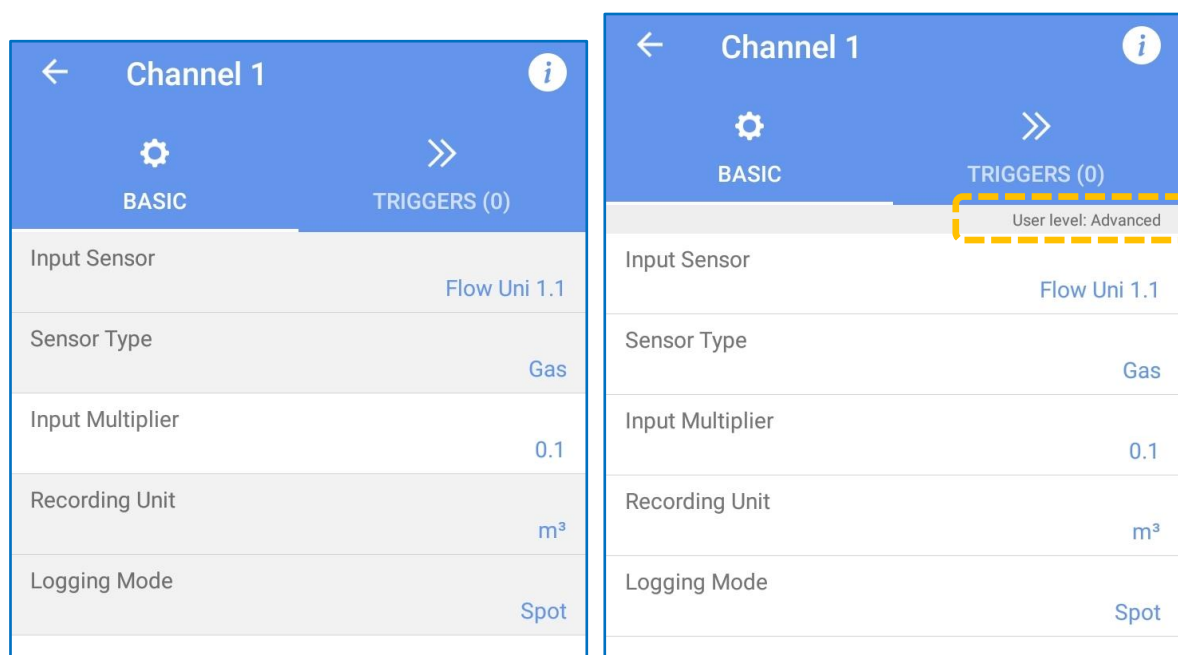 Channel 1
i
BASIC
TRIGGERS (0)
Input Sensor
Flow Uni 1.1
Sensor Type
Gas
Input Multiplier
0.1
Recording Unit
m³
Logging Mode
Spot
Channel 1
i
BASIC
TRIGGERS (0)
User level: Advanced
Input Sensor
Flow Uni 1.1
Sensor Type
Gas
Input Multiplier
0.1
Recording Unit
m³
Logging Mode
Spot